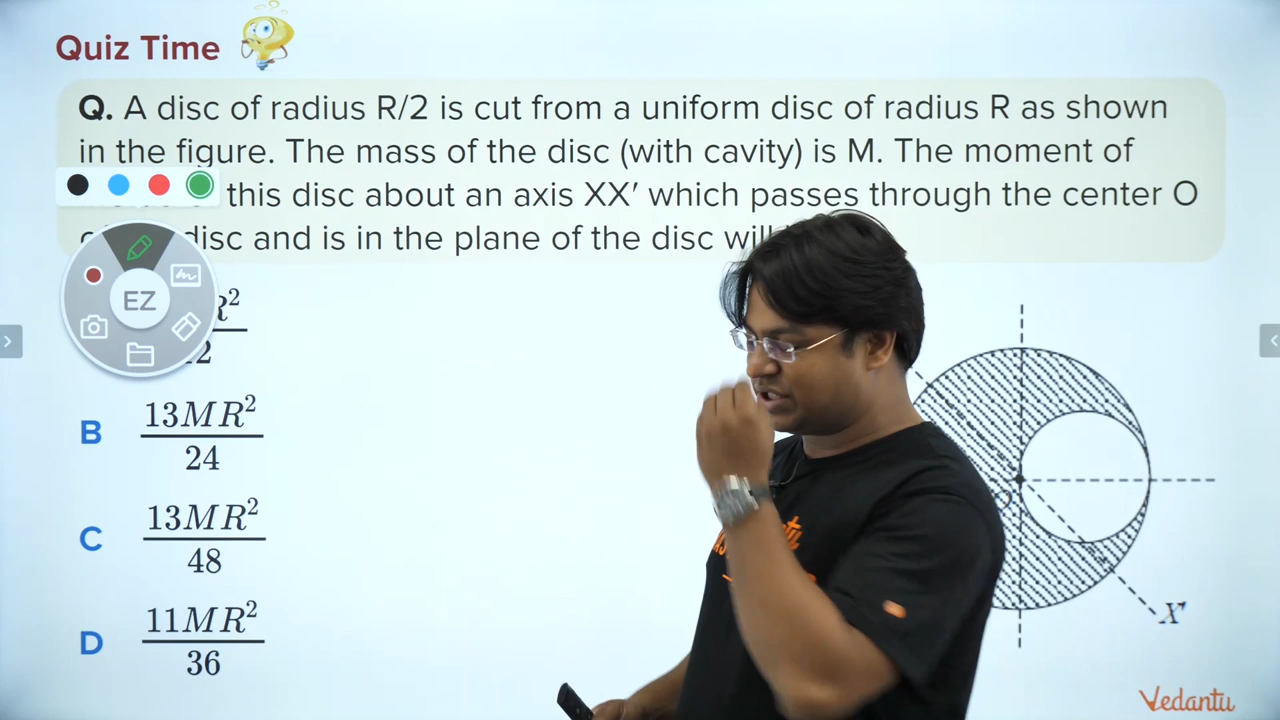 Quiz Time
Q. A disc of radius R/2 is cut from a uniform disc of radius R as shown
in the figure. The mass of the disc (with cavity) is M. The moment of
this disc about an axis XX′ which passes through the center O
disc and is in the plane of the disc will
EZ
B 13MR²
24
C 13MR²
48
D 11MR²
36
O
X'
Vedantu